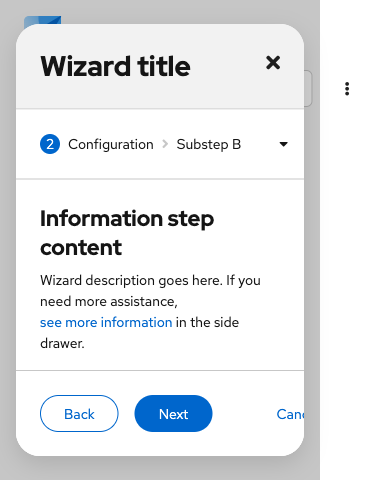 Wizard title
2 Configuration Substep B
Information step
content
Wizard description goes here. If you
need more assistance,
see more information in the side
drawer.
Back Next Canc